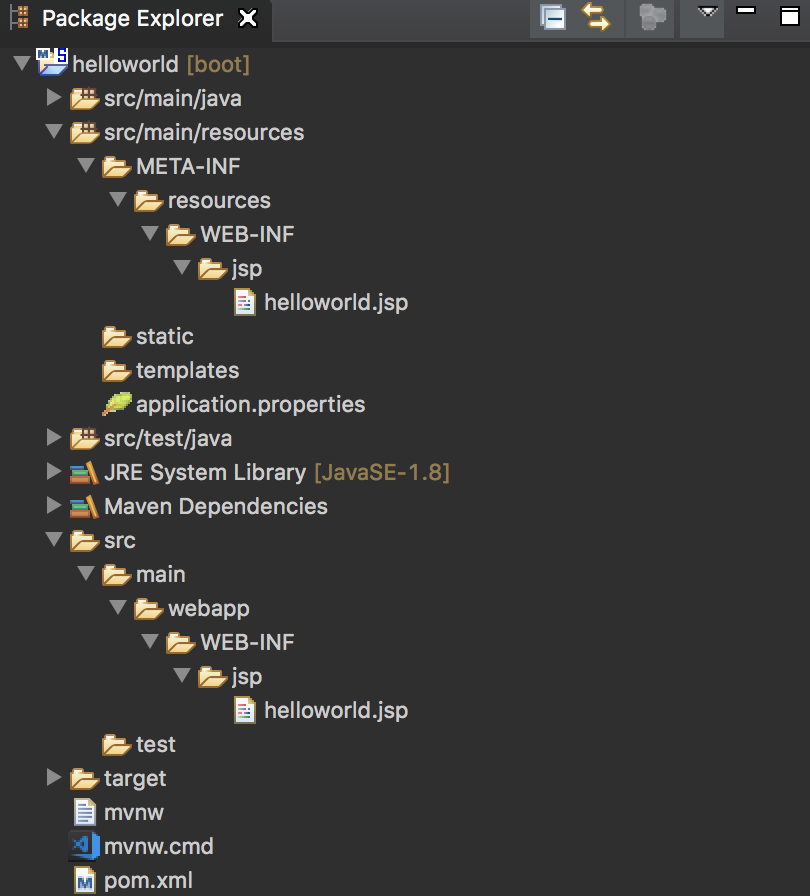 Package Explorer
helloworld [boot]
src/main/java
src/main/resources
META-INF
resources
WEB-INF
jsp
helloworld.jsp
static
templates
application.properties
src/test/java
JRE System Library [JavaSE-1.8]
Maven Dependencies
src
main
webapp
WEB-INF
jsp
helloworld.jsp
test
target
mvnw
mvnw.cmd
pom.xml